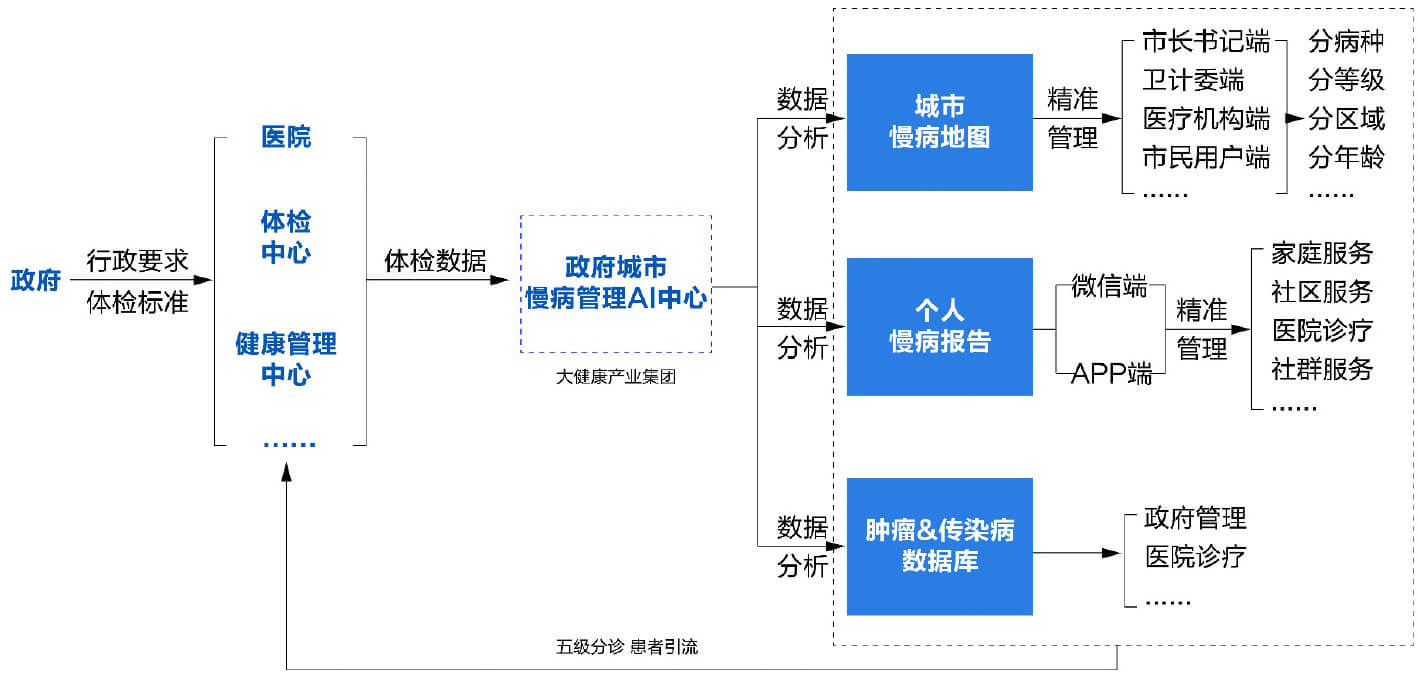 政府
行政要求
体检标准
医院
体检
中心
健康管理
中心
……
体检数据
政府城市
慢病管理AI中心
大健康产业集团
数据
分析
城市
慢病地图
精准
管理
市长书记端
卫计委端
医疗机构端
市民用户端
……
分病种
分等级
分区域
分年龄
……
数据
分析
个人
慢病报告
微信端
APP端
精准
管理
家庭服务
社区服务
医院诊疗
社群服务
……
数据
分析
肿瘤&传染病
数据库
政府管理
医院诊疗
……
五级分诊 患者引流